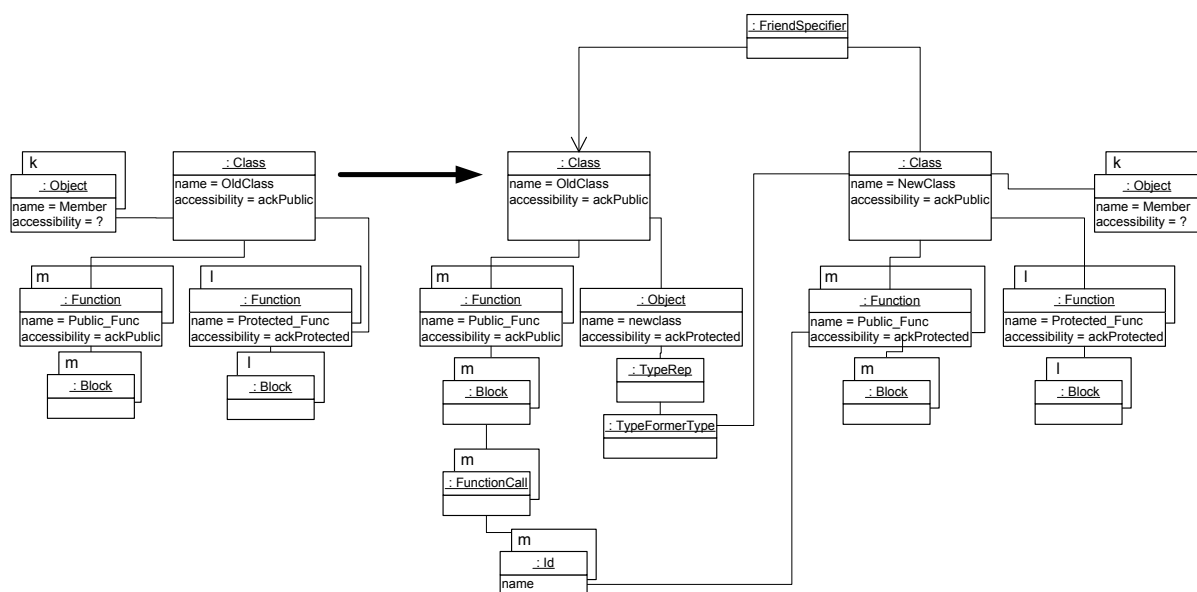 : FriendSpecifier
k
: Object
name = Member
accessibility = ?
: Class
name = OldClass
accessibility = ackPublic
m
: Function
name = Public_Func
accessibility = ackPublic
m
: Block
l
: Function
name = Protected_Func
accessibility = ackProtected
l
: Block
: Class
name = OldClass
accessibility = ackPublic
m
: Function
name = Public_Func
accessibility = ackPublic
m
: Block
m
: FunctionCall
m
: Id
name
: Object
name = newclass
accessibility = ackProtected
: TypeRep
: TypeFormerType
: Class
name = NewClass
accessibility = ackPublic
k
: Object
name = Member
accessibility = ?
m
: Function
name = Public_Func
accessibility = ackProtected
m
: Block
l
: Function
name = Protected_Func
accessibility = ackProtected
l
: Block